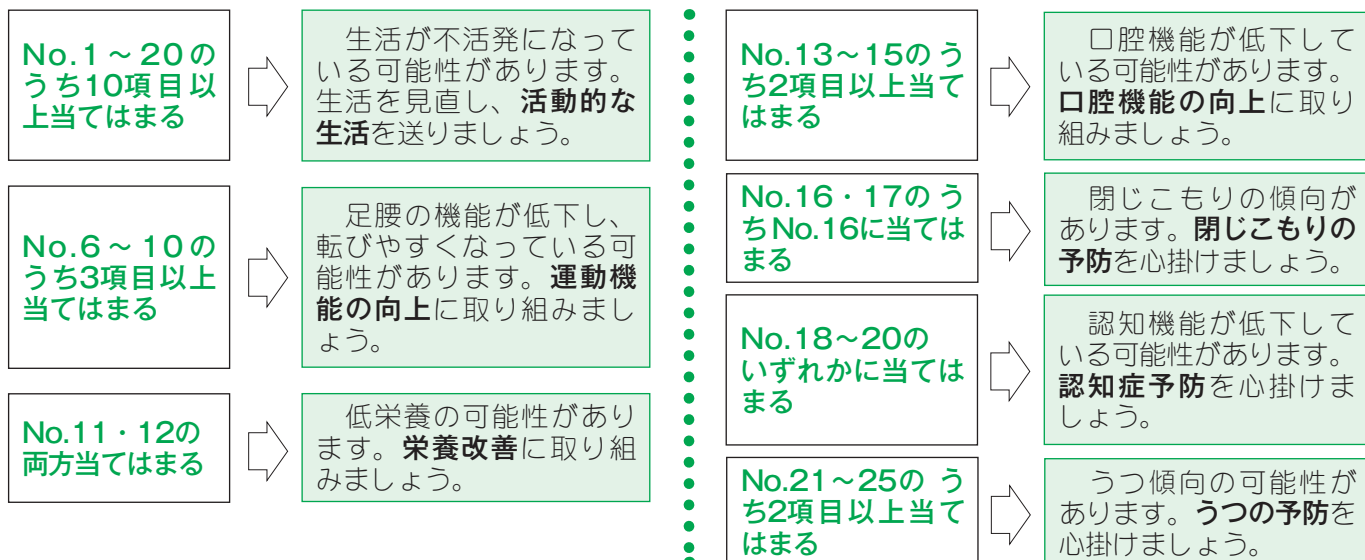 No.1～20の
うち10項目以
上当てはまる
生活が不活発になって
いる可能性があります。
生活を見直し、活動的な
生活を送りましょう。
No.6～10の
うち3項目以上
当てはまる
足腰の機能が低下し、
転びやすくなっている可
能性があります。運動機
能の向上に取り組みまし
ょう。
No.11・12の
両方当てはまる
低栄養の可能性があり
ます。栄養改善に取り組
みましょう。
No.13～15のう
ち2項目以上当て
はまる
口腔機能が低下して
いる可能性があります。
口腔機能の向上に取り
組みましょう。
No.16・17のう
ちNo.16に当ては
まる
閉じこもりの傾向が
あります。閉じこもりの
予防を心掛けましょう。
No.18～20の
いずれかに当ては
まる
認知機能が低下して
いる可能性があります。
認知症予防を心掛けま
しょう。
No.21～25の う
ち2項目以上当て
はまる
うつ傾向の可能性が
あります。うつの予防を
心掛けましょう。